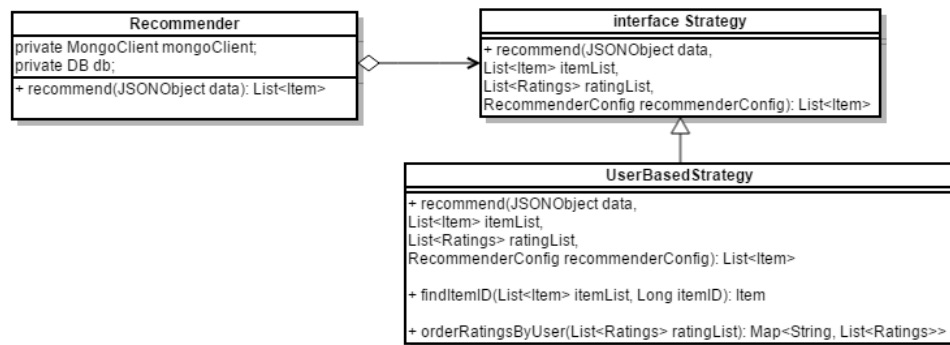 Recommender
private MongoClient mongoClient;
private DB db;
+ recommend(JSONObject data): List<Item>
interface Strategy
+ recommend(JSONObject data,
List<Item> itemList,
List<Ratings> ratingList,
RecommenderConfig recommenderConfig): List<Item>
UserBasedStrategy
+ recommend(JSONObject data,
List<Item> itemList,
List<Ratings> ratingList,
RecommenderConfig recommenderConfig): List<Item>
+ findItemID(List<Item> itemList, Long itemID): Item
+ orderRatingsByUser(List<Ratings> ratingList): Map<String, List<Ratings>>